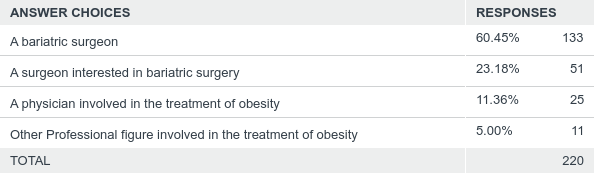 ANSWER CHOICES RESPONSES
A bariatric surgeon 60.45% 133
A surgeon interested in bariatric surgery 23.18% 51
A physician involved in the treatment of obesity 11.36% 25
Other Professional figure involved in the treatment of obesity 5.00% 11
TOTAL 220